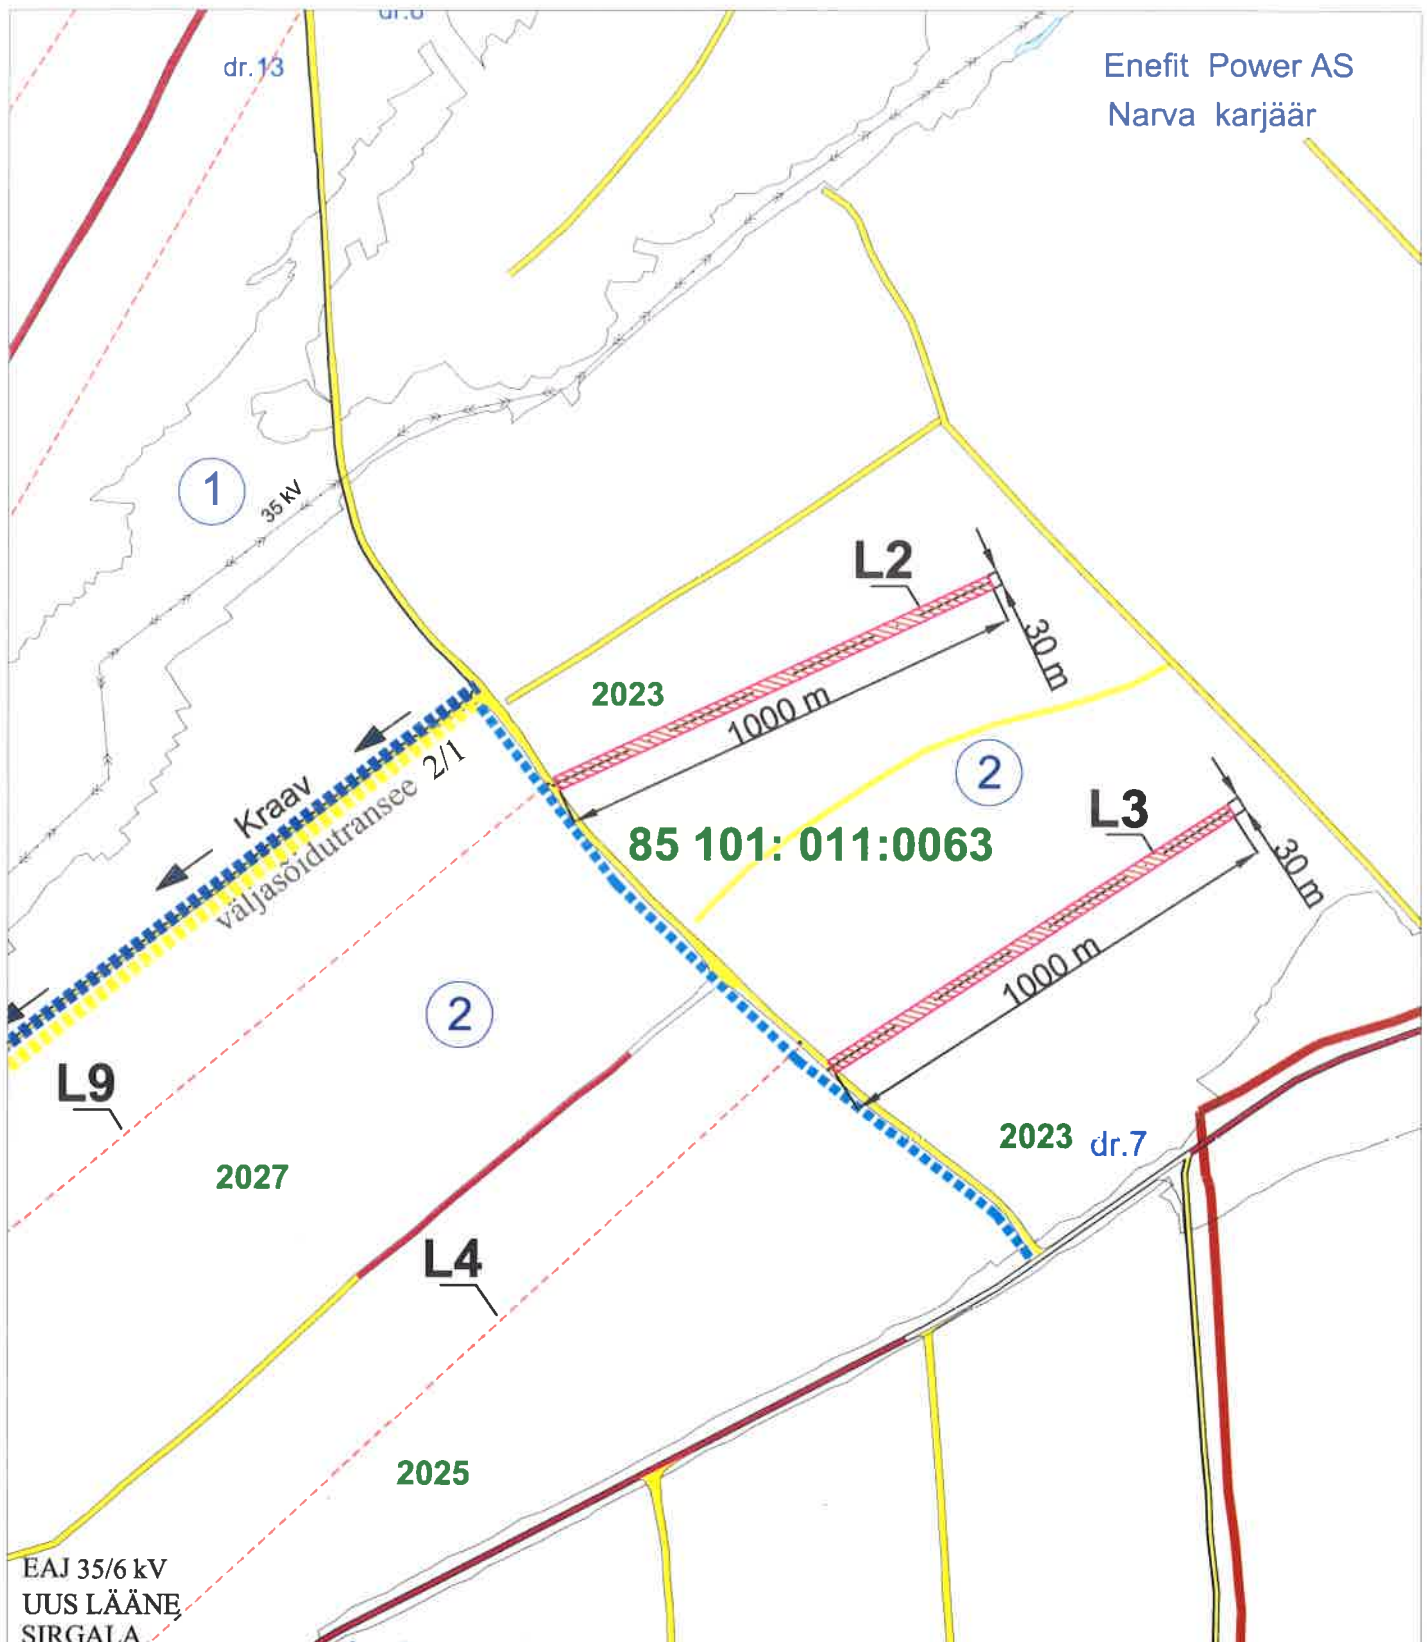 dr.13
Enefit Power AS
Narva karjäär
1
35 kV
L2
30 m
2023
1000 m
2
Kraav
väljasõidutransee 2/1
L3
85 101: 011:0063
30 m
1000 m
2
L9
2023 dr.7
2027
L4
2025
EAJ 35/6 kV
UUS LÄÄNE
SIRGALA